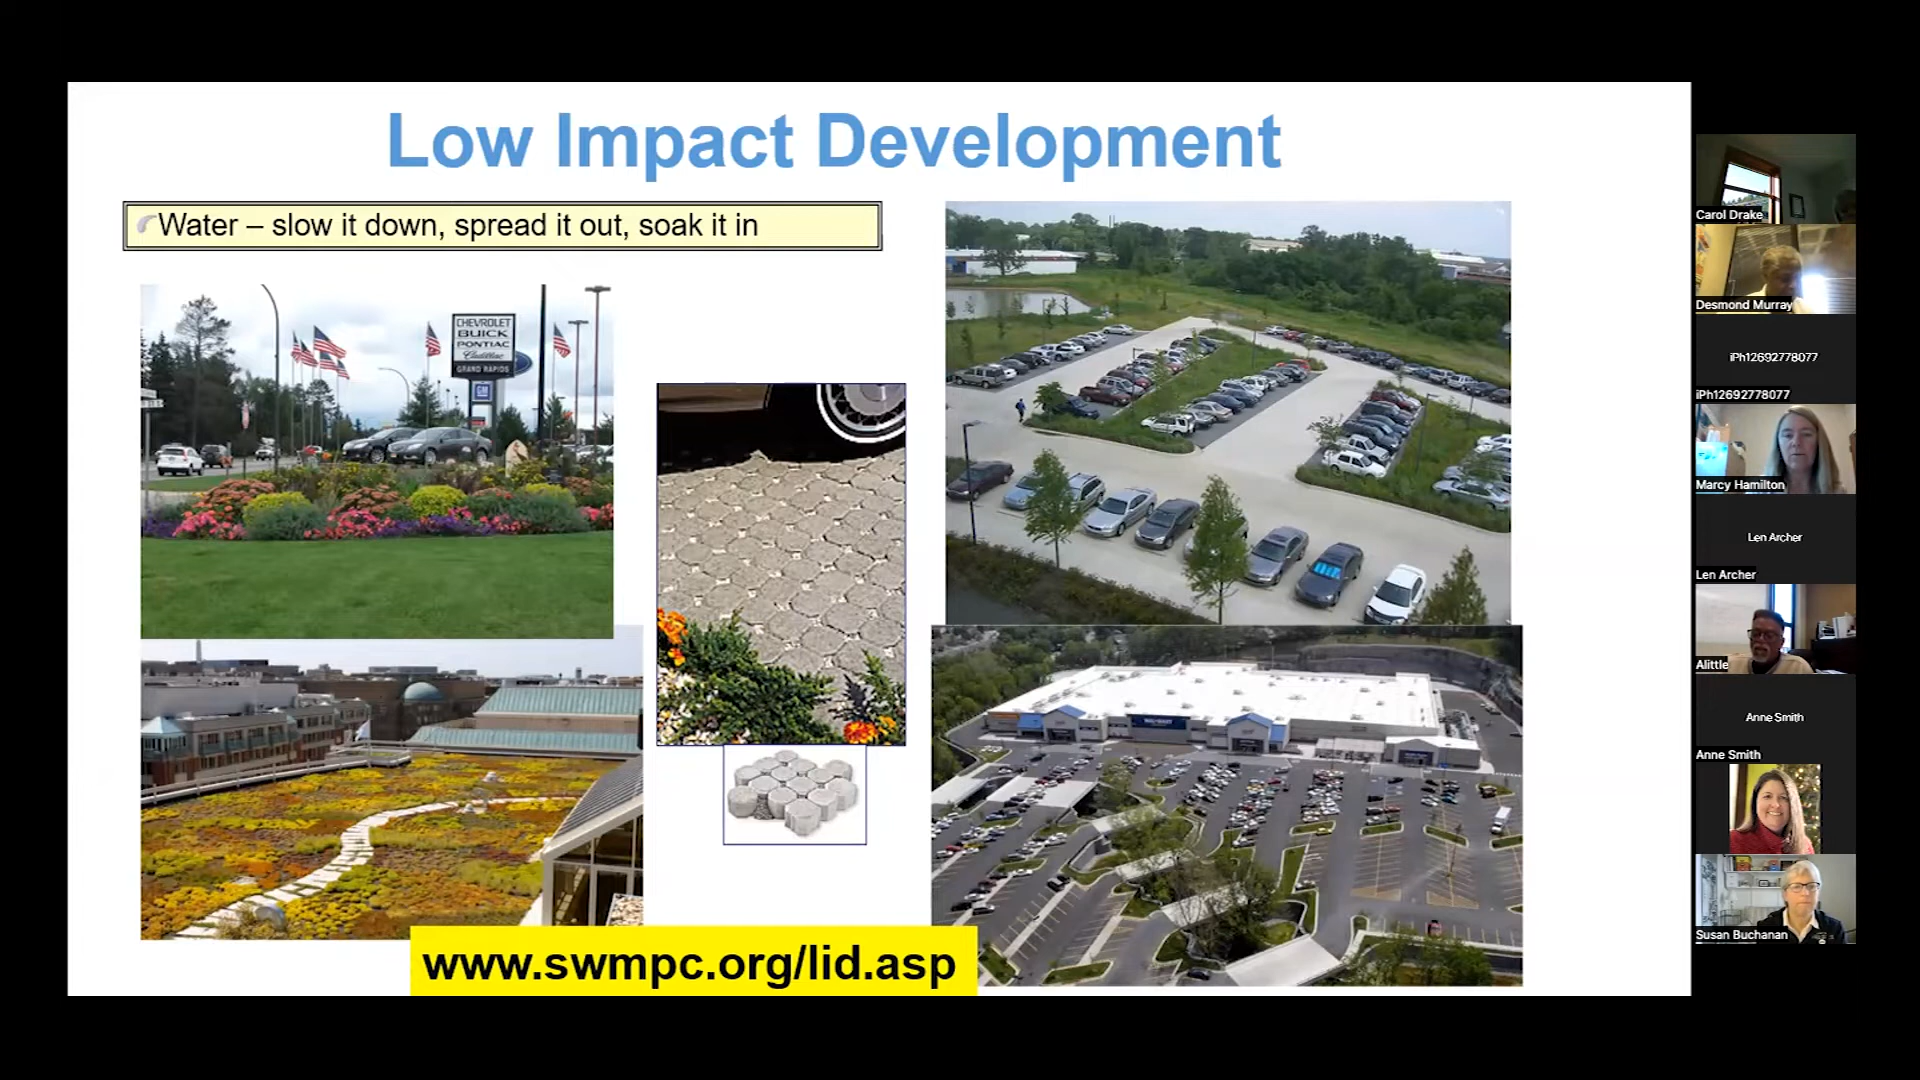 Low Impact Development
Water – slow it down, spread it out, soak it in
CHEVROLET
BUICK
PONTIAC
Cadillac
GRAND RAPIDS
GM
www.swmpc.org/lid.asp
Carol Drake
Desmond Murray
iPh12692778077
iPh12692778077
Marcy Hamilton
Len Archer
Len Archer
Alittle
Anne Smith
Anne Smith
Susan Buchanan